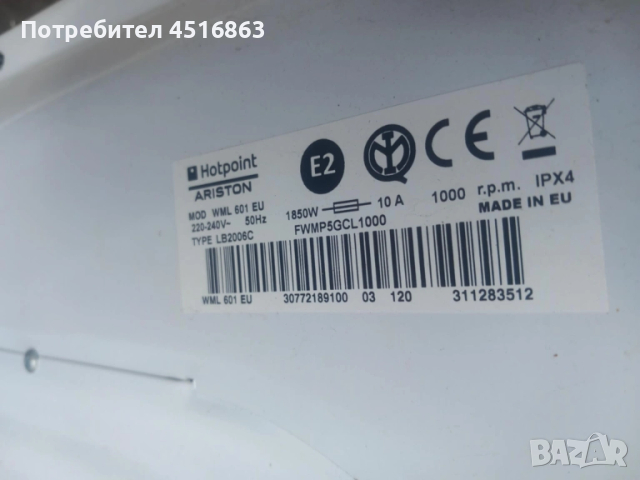 Потребител 4516863
Hotpoint
ARISTON
E2
CE
MOD WML 601 EU
220-240V~ 50Hz
TYPE LB2006C
1850W 10 A 1000 r.p.m. IPX4
FWMP5GCL1000
MADE IN EU
WML 601 EU 30772189100 03 120 311283512
BAZAR